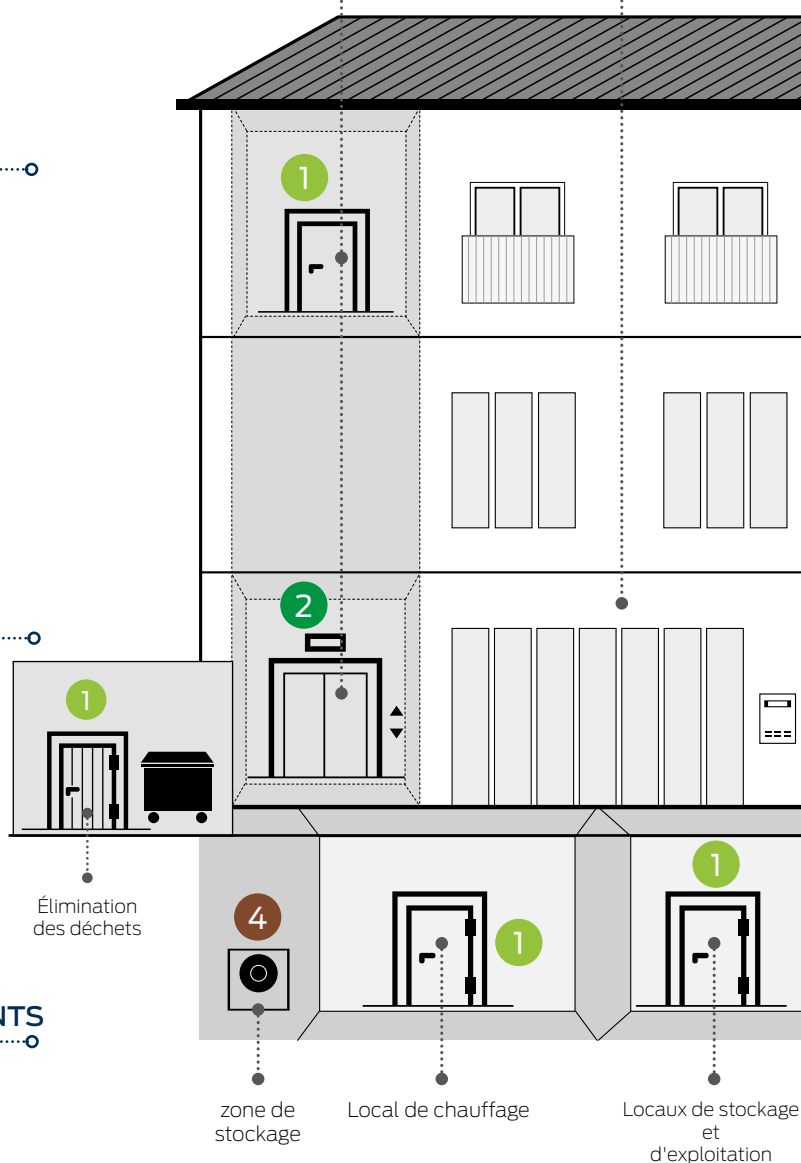 1
2
1
1
4
1
Élimination
des déchets
NTS
zone de
stockage
Local de chauffage
Locaux de stockage
et
d'exploitation